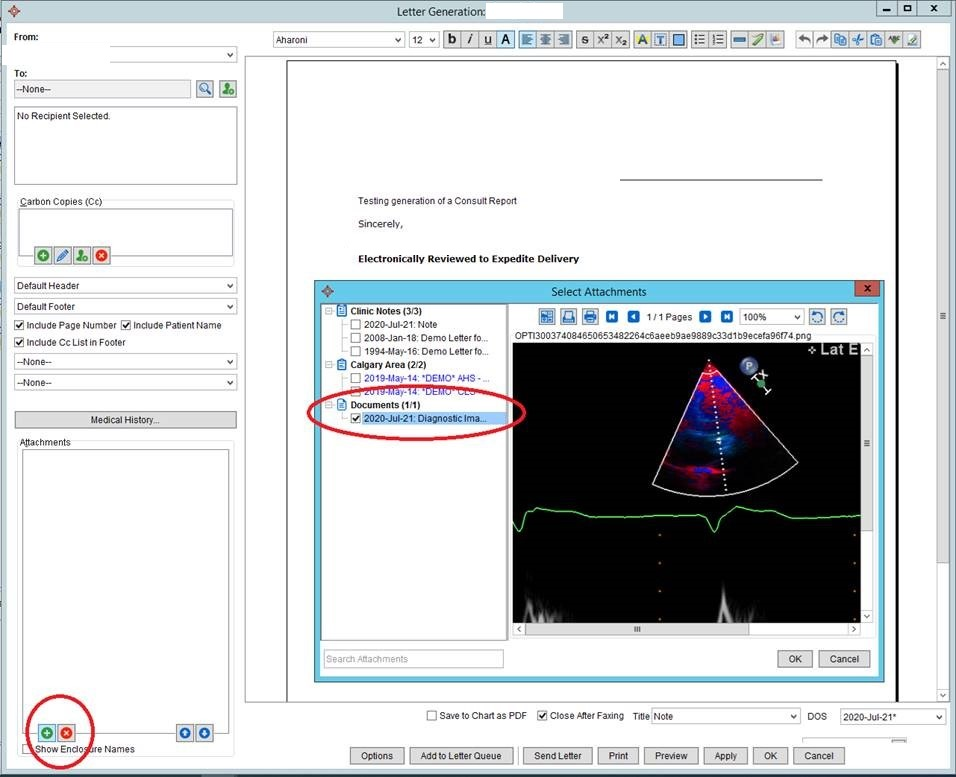 Letter Generation:
From:
To:
--None--
No Recipient Selected.
Carbon Copies (Cc)
Default Header
Default Footer
Include Page Number Include Patient Name
Include Cc List in Footer
--None--
--None--
Medical History...
Attachments
Show Enclosure Names
Aharoni 12 b i u A S X² X₂ A T
Testing generation of a Consult Report
Sincerely,
Electronically Reviewed to Expedite Delivery
Select Attachments
Clinic Notes (3/3)
2020-Jul-21: Note
2008-Jan-18: Demo Letter fo...
1994-May-16: Demo Letter fo...
Calgary Area (2/2)
2019-May-14: *DEMO* AHS - ...
2019-May-14: *DEMO* CLS
Documents (1/1)
2020-Jul-21: Diagnostic Ima...
Search Attachments
1 / 1 Pages 100%
OPTI300374084650653482264c6aeeb9ae9889c33d1b9ecefa96f74.png
Lat E
P
X
OK Cancel
Save to Chart as PDF Close After Faxing Title Note DOS 2020-Jul-21*
Options Add to Letter Queue Send Letter Print Preview Apply OK Cancel